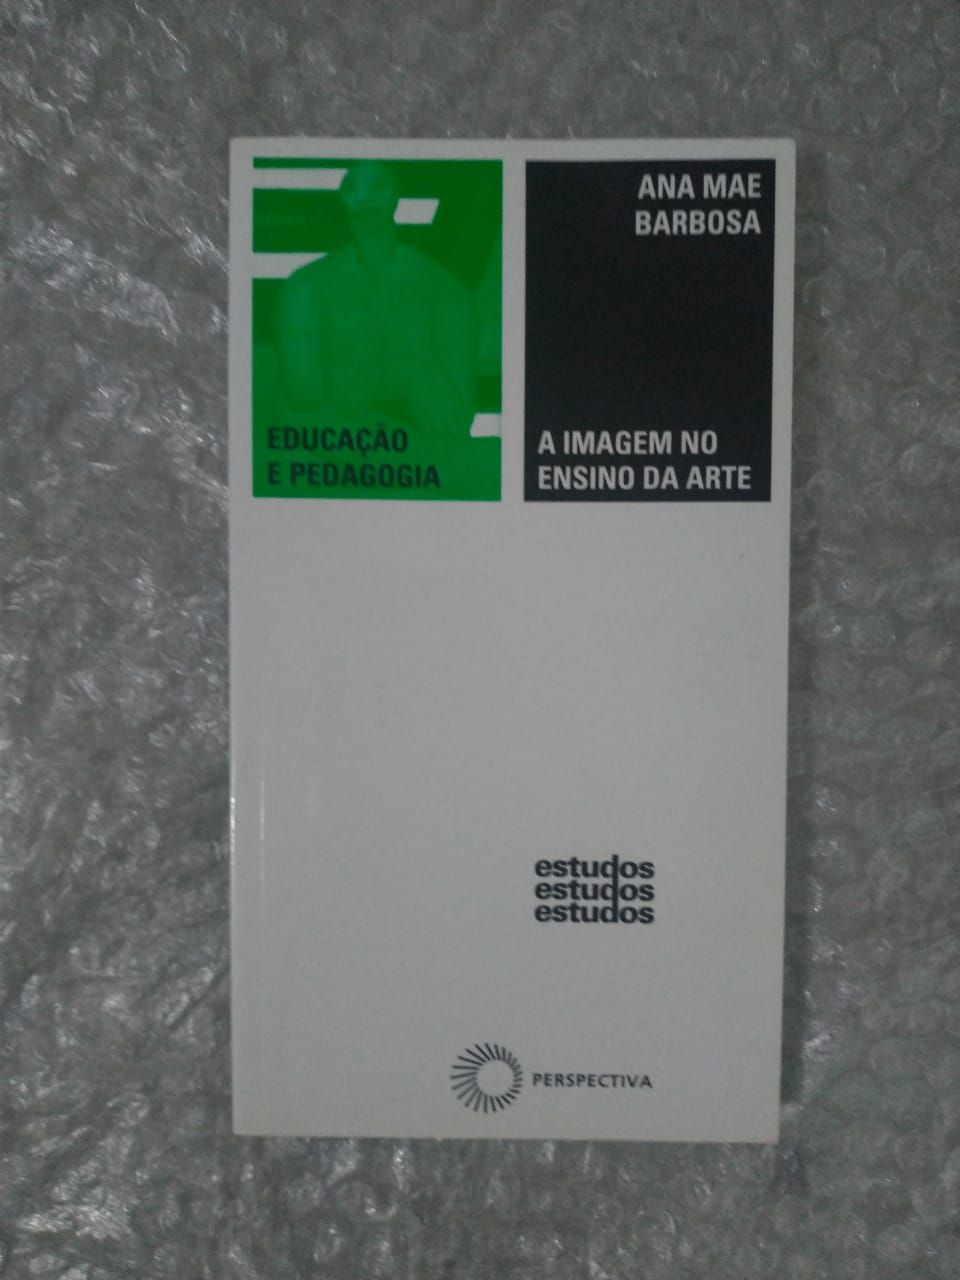 ANA MAE
BARBOSA
EDUCAÇÃO
E PEDAGOGIA
A IMAGEM NO
ENSINO DA ARTE
estudos
estudos
estudos
PERSPECTIVA